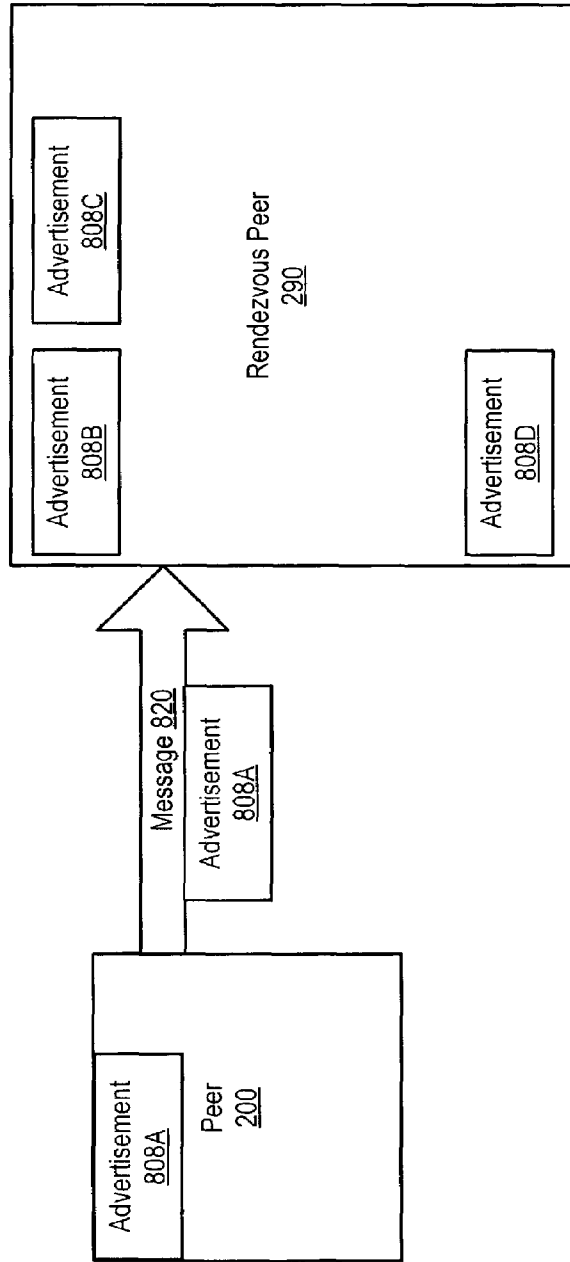 Advertisement
808A
Peer
200
Message 820
Advertisement
808A
Advertisement
808B
Advertisement
808C
Rendezvous Peer
290
Advertisement
808D